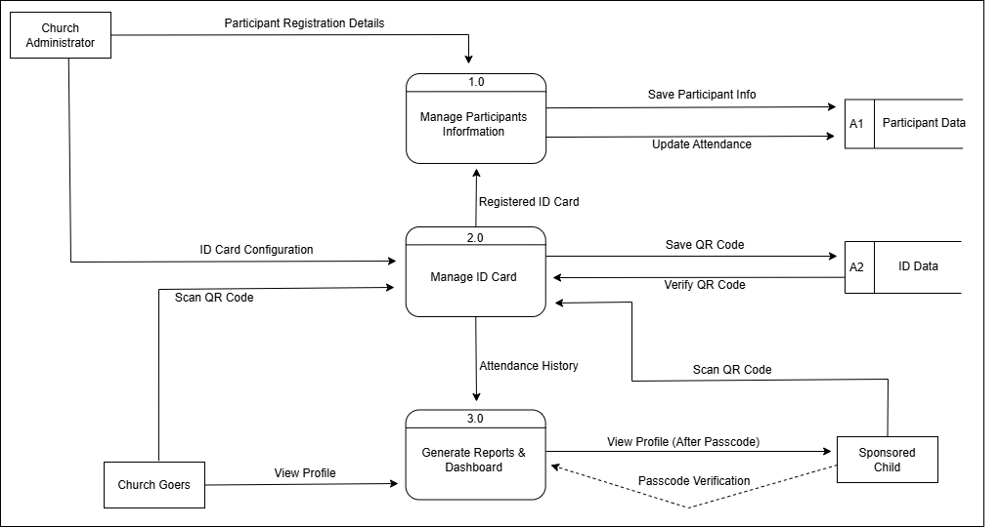 Church
Administrator
Participant Registration Details
1.0
Manage Participants
Inforfmation
Save Participant Info
Update Attendance
A1
Participant Data
Registered ID Card
2.0
Manage ID Card
ID Card Configuration
Scan QR Code
Save QR Code
Verify QR Code
A2
ID Data
Attendance History
Scan QR Code
3.0
Generate Reports &
Dashboard
View Profile (After Passcode)
Passcode Verification
Sponsored
Child
Church Goers
View Profile